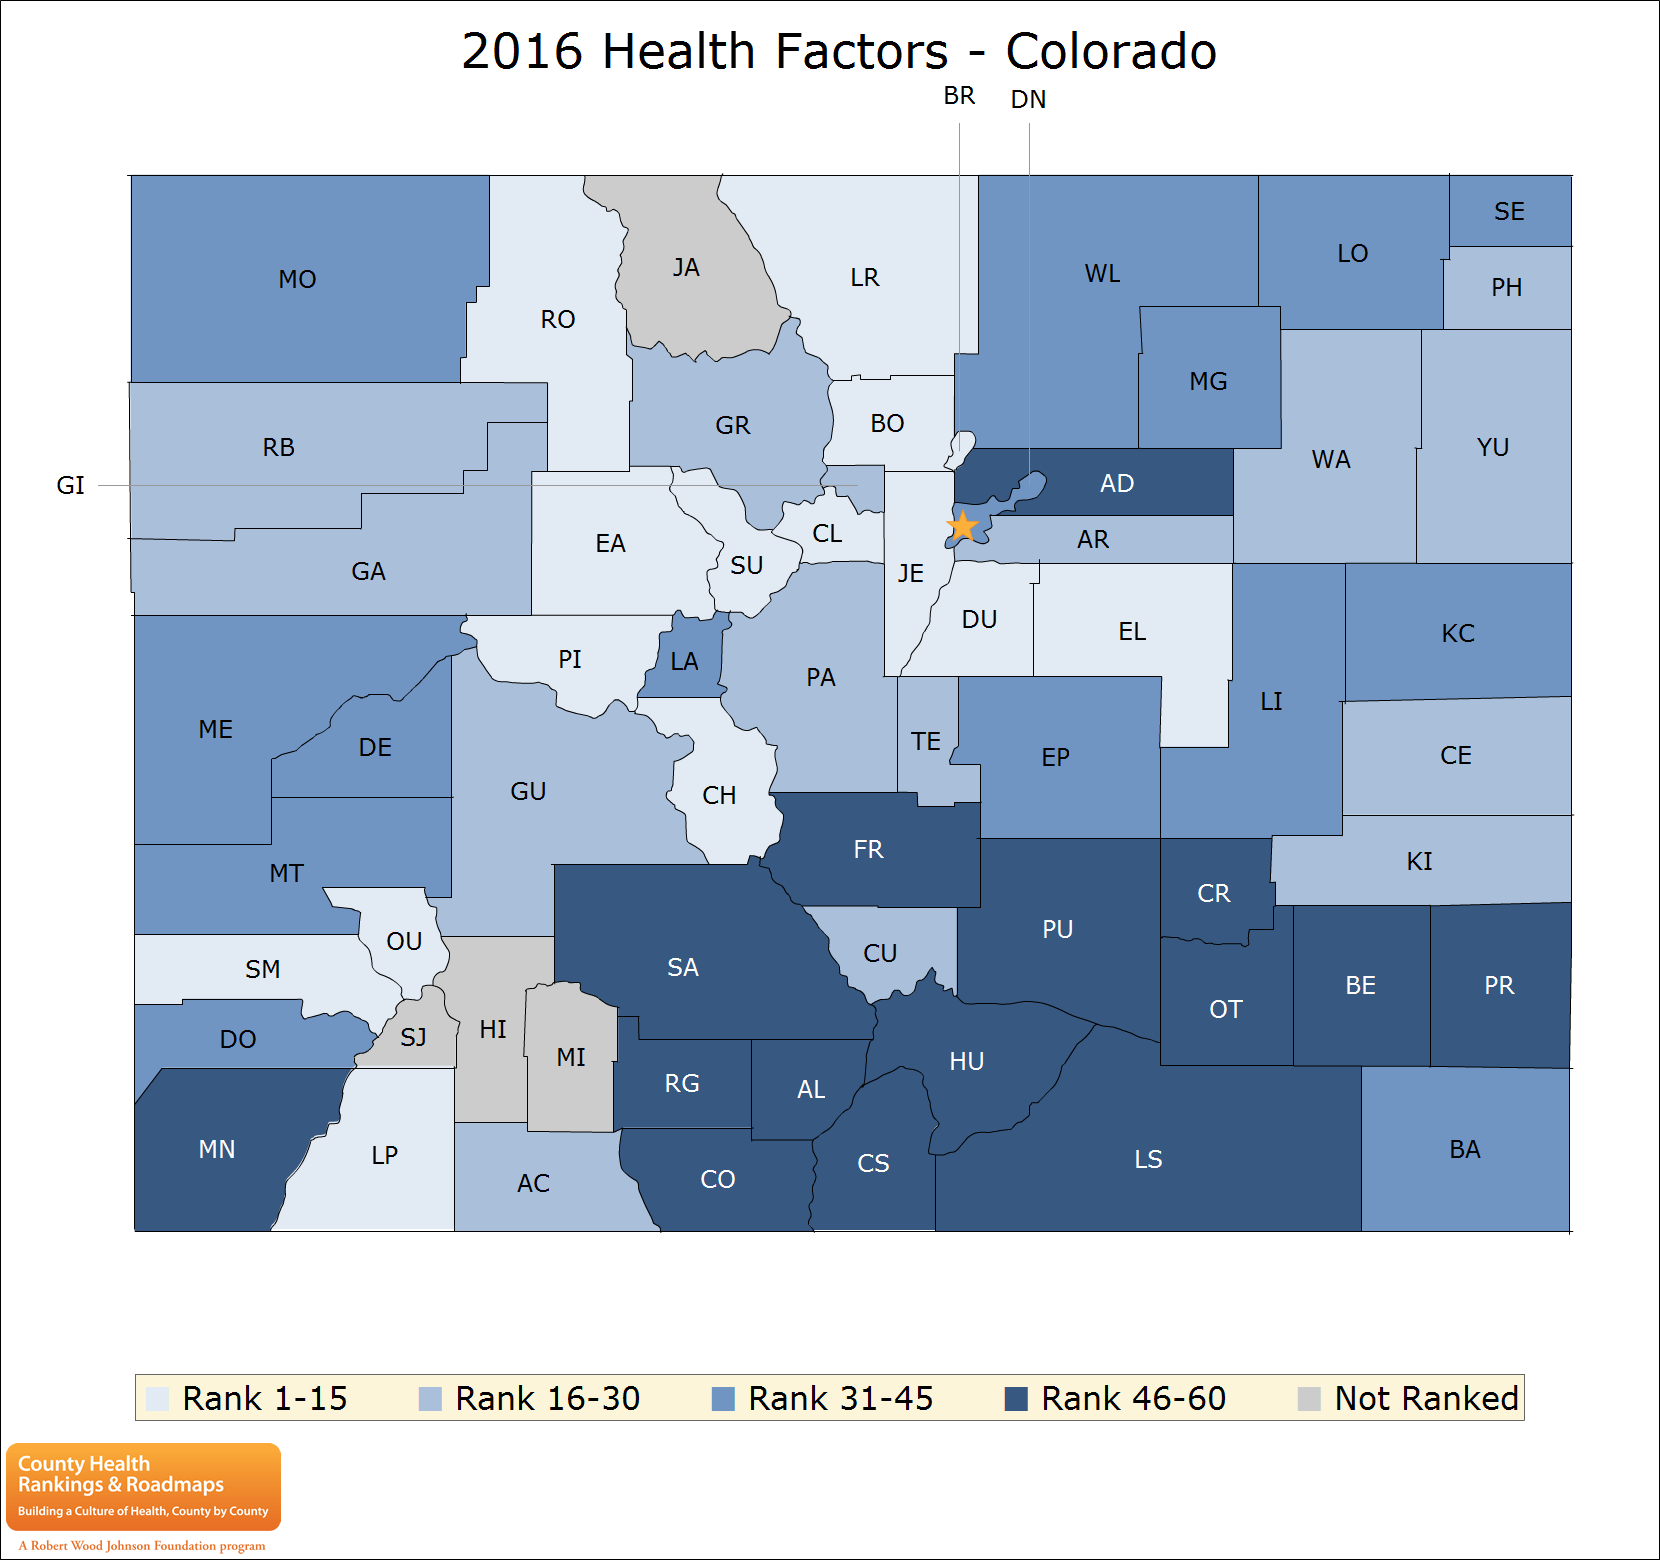 2016 Health Factors - Colorado
BR
DN
SE
LO
JA
WL
LR
MO
PH
RO
MG
BO
GR
RB
YU
WA
GI
AD
CL
AR
EA
SU
GA
JE
DU
EL
KC
PI
LA
PA
LI
ME
TE
DE
EP
CE
GU
CH
FR
KI
MT
CR
PU
OU
CU
SM
SA
BE
PR
OT
HI
SJ
DO
MI
HU
RG
AL
MN
LP
BA
LS
CS
CO
AC
Rank 1-15
Rank 16-30
Rank 31-45
Rank 46-60
Not Ranked
County Health
Rankings & Roadmaps
Building a Culture of Health, County by County
A Robert Wood Johnson Foundation program